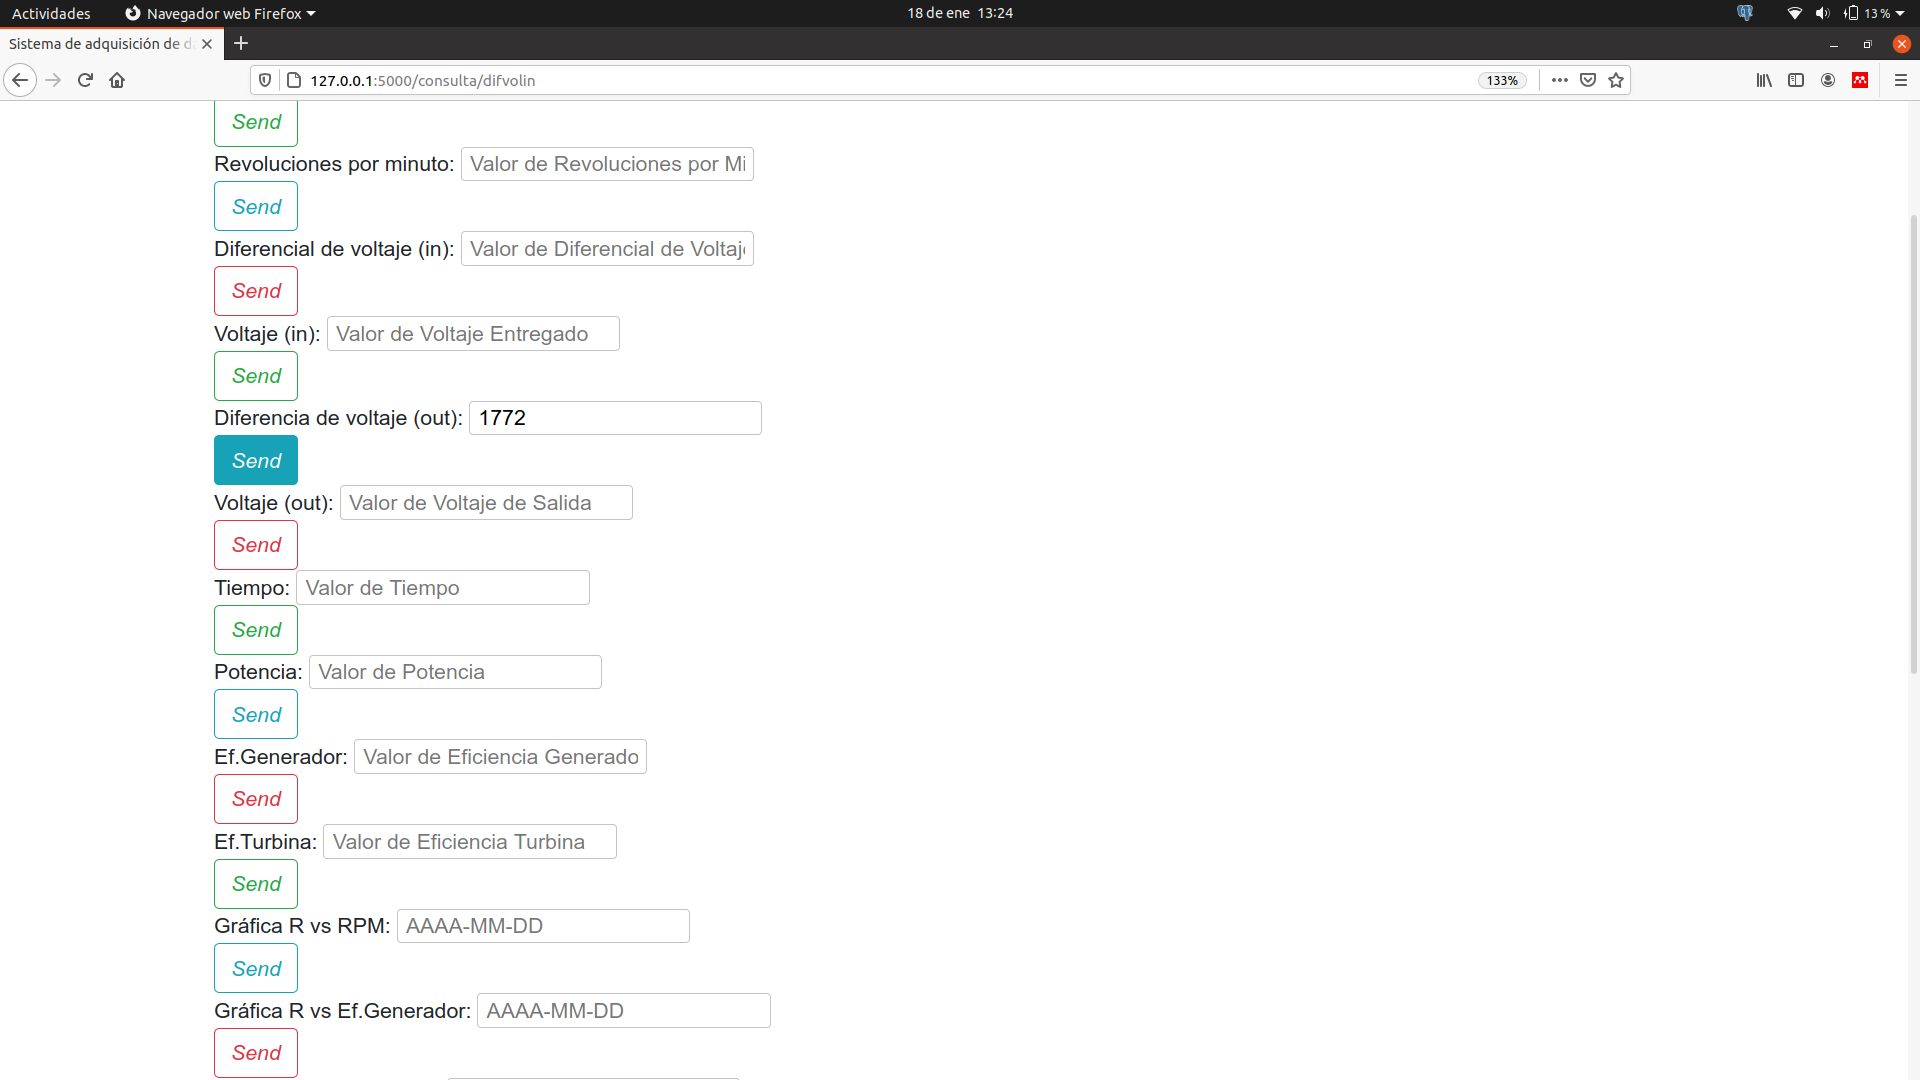 Actividades Navegador web Firefox 18 de ene 13:24 13 %
Sistema de adquisición de d
127.0.0.1:5000/consulta/difvolin 133%
Send
Revoluciones por minuto: Valor de Revoluciones por Mi
Send
Diferencial de voltaje (in): Valor de Diferencial de Voltaje
Send
Voltaje (in): Valor de Voltaje Entregado
Send
Diferencia de voltaje (out): 1772
Send
Voltaje (out): Valor de Voltaje de Salida
Send
Tiempo: Valor de Tiempo
Send
Potencia: Valor de Potencia
Send
Ef.Generador: Valor de Eficiencia Generado
Send
Ef.Turbina: Valor de Eficiencia Turbina
Send
Gráfica R vs RPM: AAAA-MM-DD
Send
Gráfica R vs Ef.Generador: AAAA-MM-DD
Send